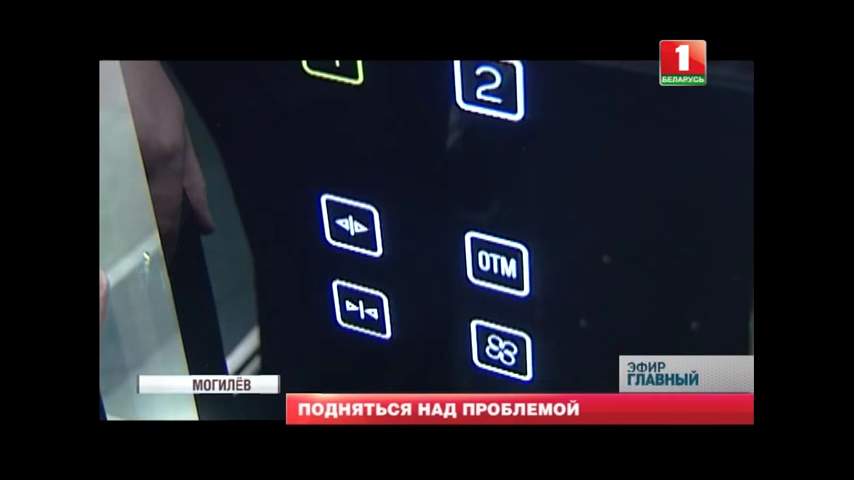 1
БЕЛАРУСЬ
2
ОТМ
ЭФИР
ГЛАВНЫЙ
МОГИЛЁВ
ПОДНЯТЬСЯ НАД ПРОБЛЕМОЙ